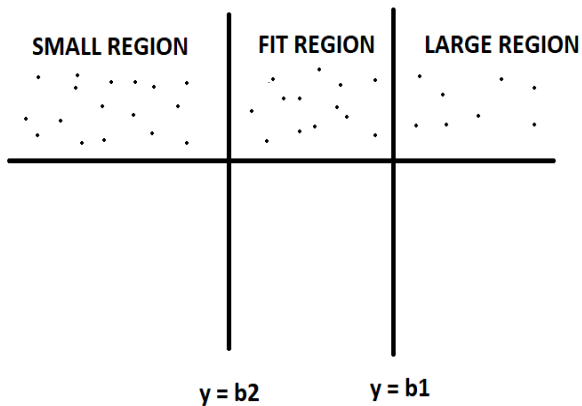 SMALL REGION
FIT REGION
LARGE REGION
y = b2
y = b1